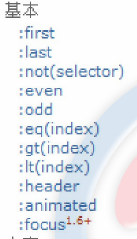 基本
:first
:last
:not(selector)
:even
:odd
:eq(index)
:gt(index)
:lt(index)
:header
:animated
:focus1.6+